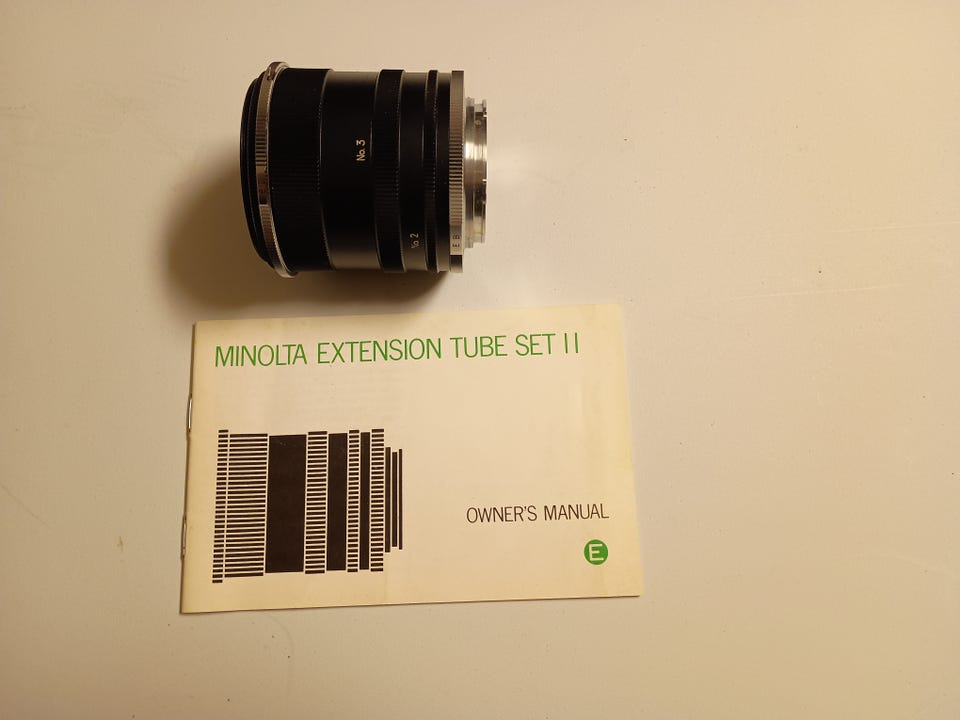 No. 3
No. 2
E B
MINOLTA EXTENSION TUBE SET II
OWNER'S MANUAL
E